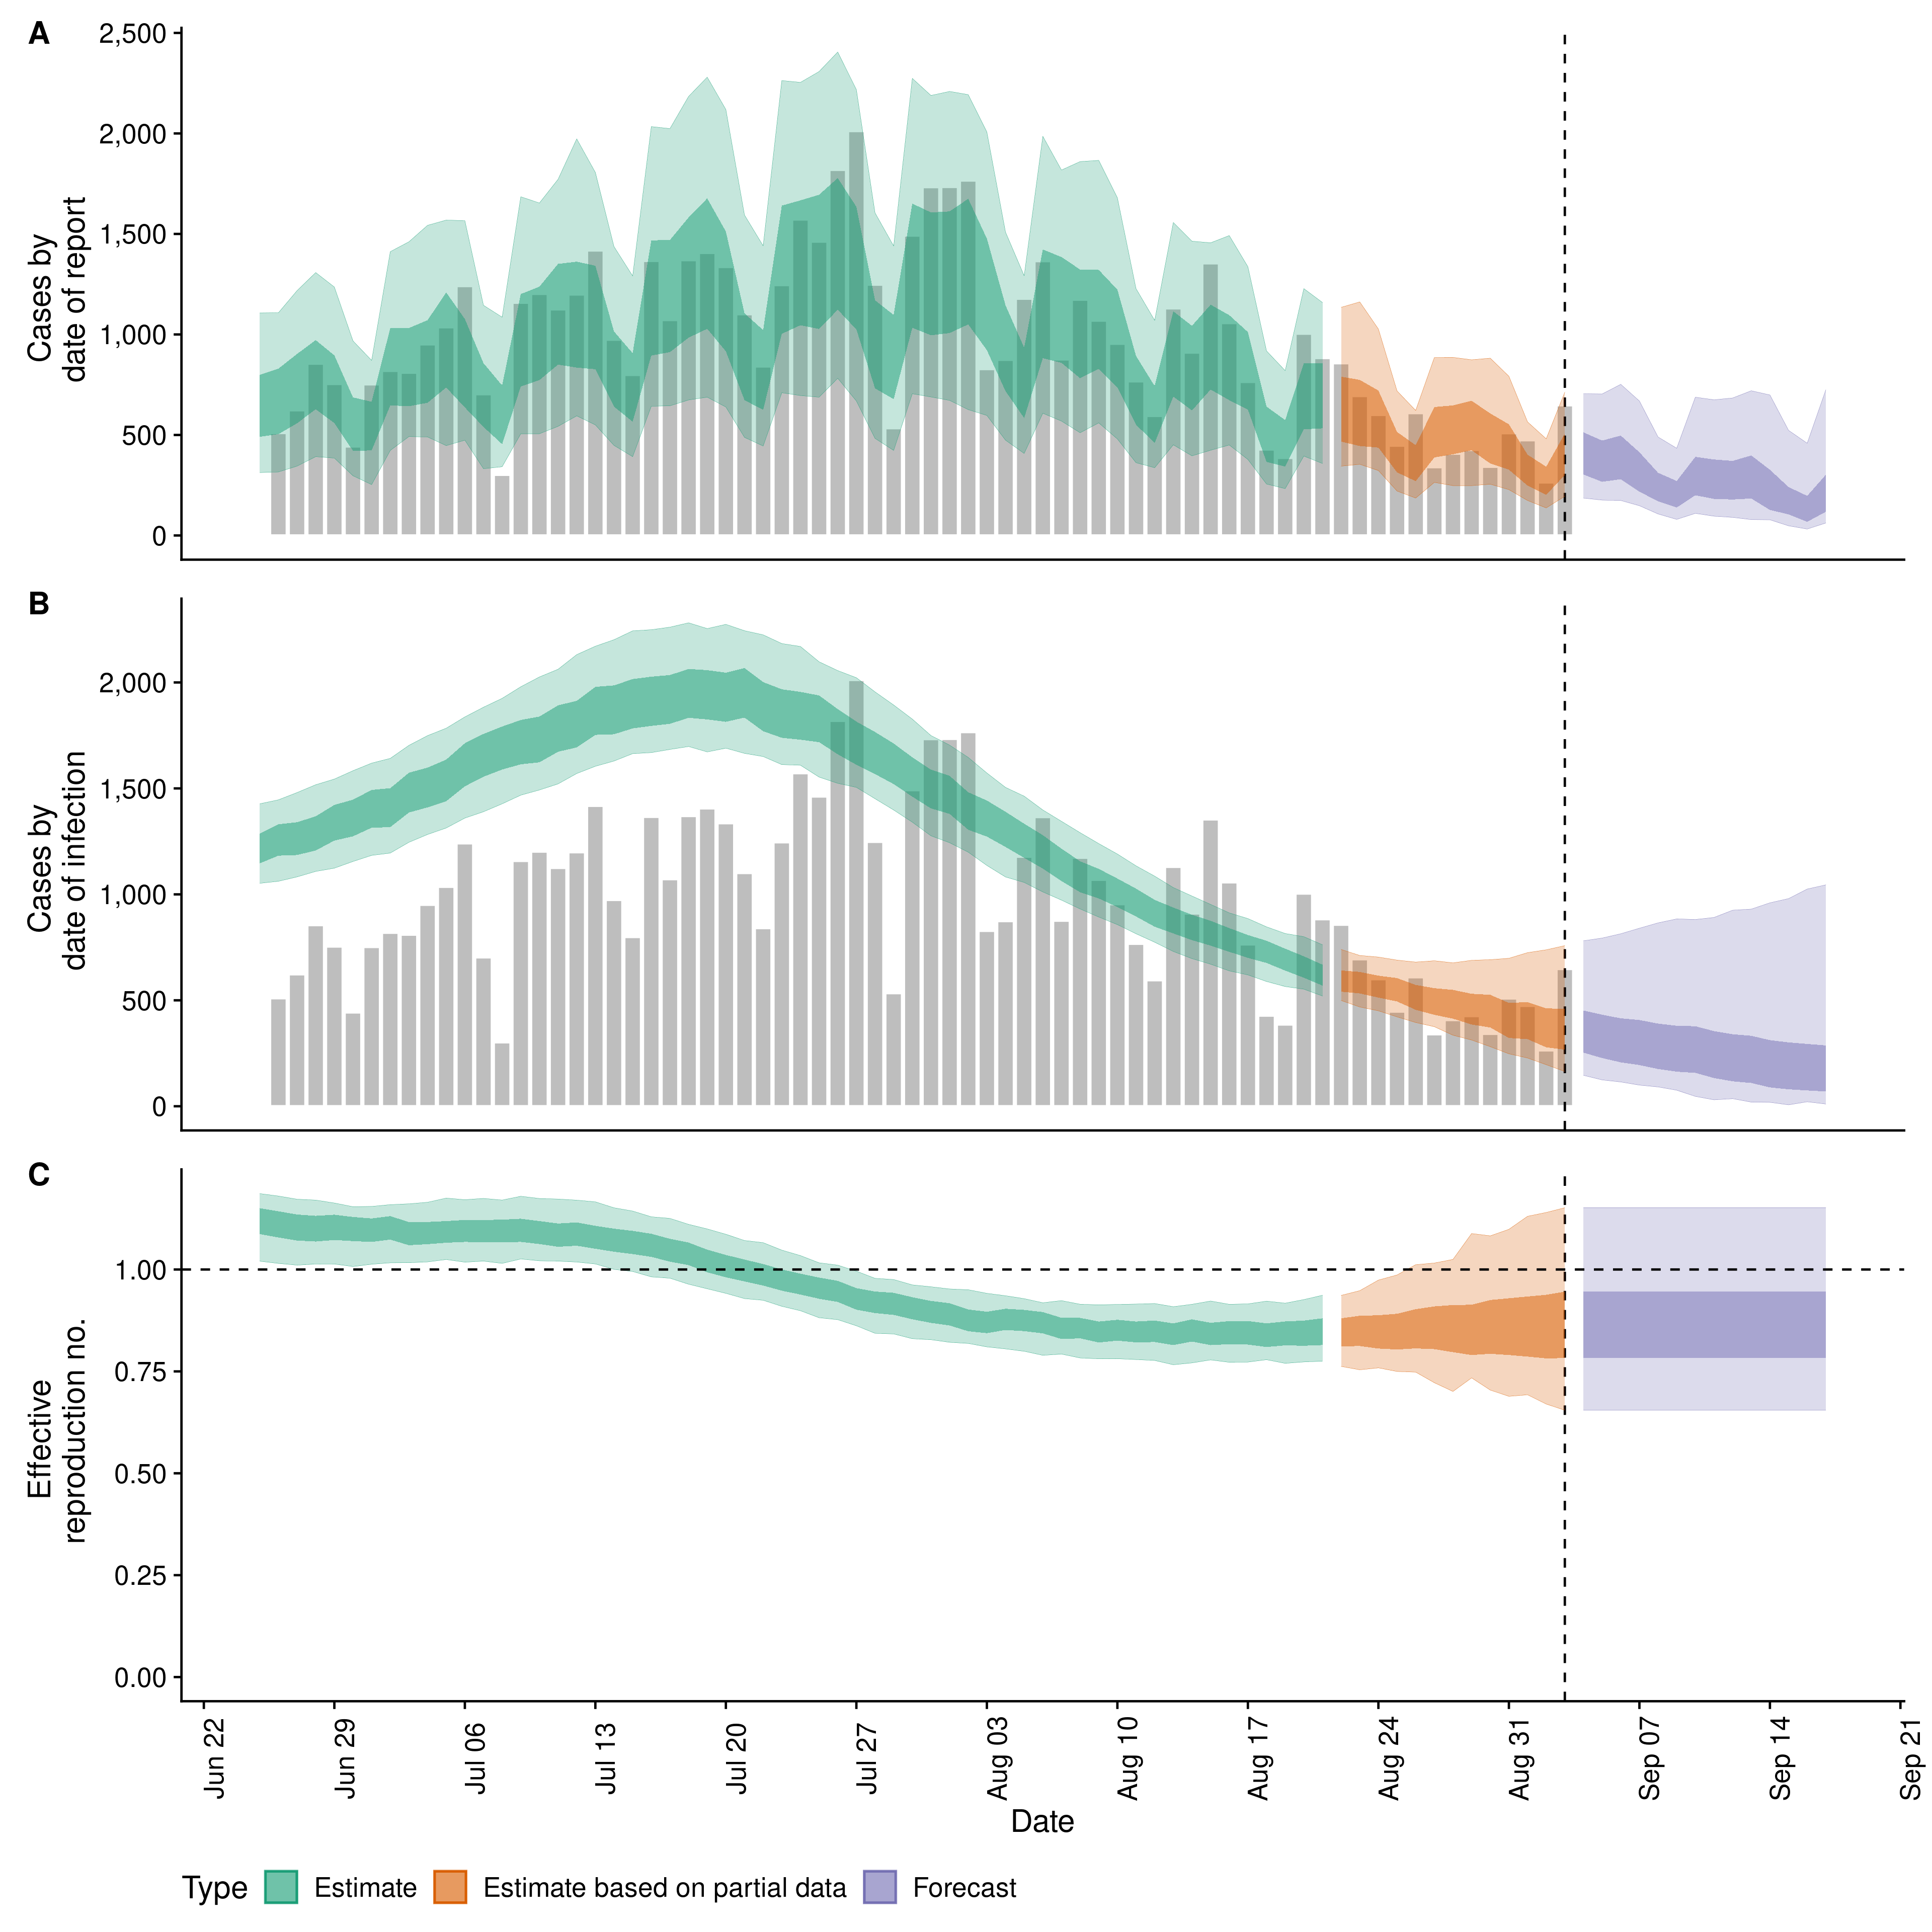 A
Cases by
date of report
2,500
2,000
1,500
1,000
500
0
B
Cases by
date of infection
2,000
1,500
1,000
500
0
C
Effective
reproduction no.
1.00
0.75
0.50
0.25
0.00
Jun 22
Jun 29
Jul 06
Jul 13
Jul 20
Jul 27
Aug 03
Aug 10
Aug 17
Aug 24
Aug 31
Sep 07
Sep 14
Sep 21
Date
Type Estimate Estimate based on partial data Forecast